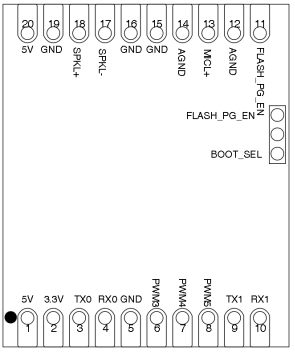 20 19 18 17 16 15 14 13 12 11
5V GND SPKL+ SPKL- GND GND AGND MICL+ AGND FLASH_PG_EN
FLASH_PG_EN
BOOT_SEL
5V 3.3V TX0 RX0 GND PWM3 PWM4 PWM5 TX1 RX1
1 2 3 4 5 6 7 8 9 10